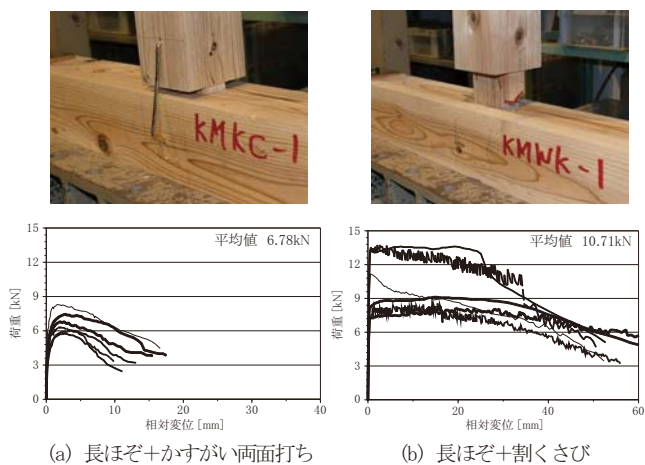 KMKC-1
KMWK-1
15
12
9
6
3
0
荷重 [kN]
平均値 6.78kN
0 10 20 30 40
相対変位 [mm]
(a) 長ほぞ+かすがい両面打ち
15
12
9
6
3
0
荷重 [kN]
平均値 10.71kN
0 20 40 60
相対変位 [mm]
(b) 長ほぞ+割くさび